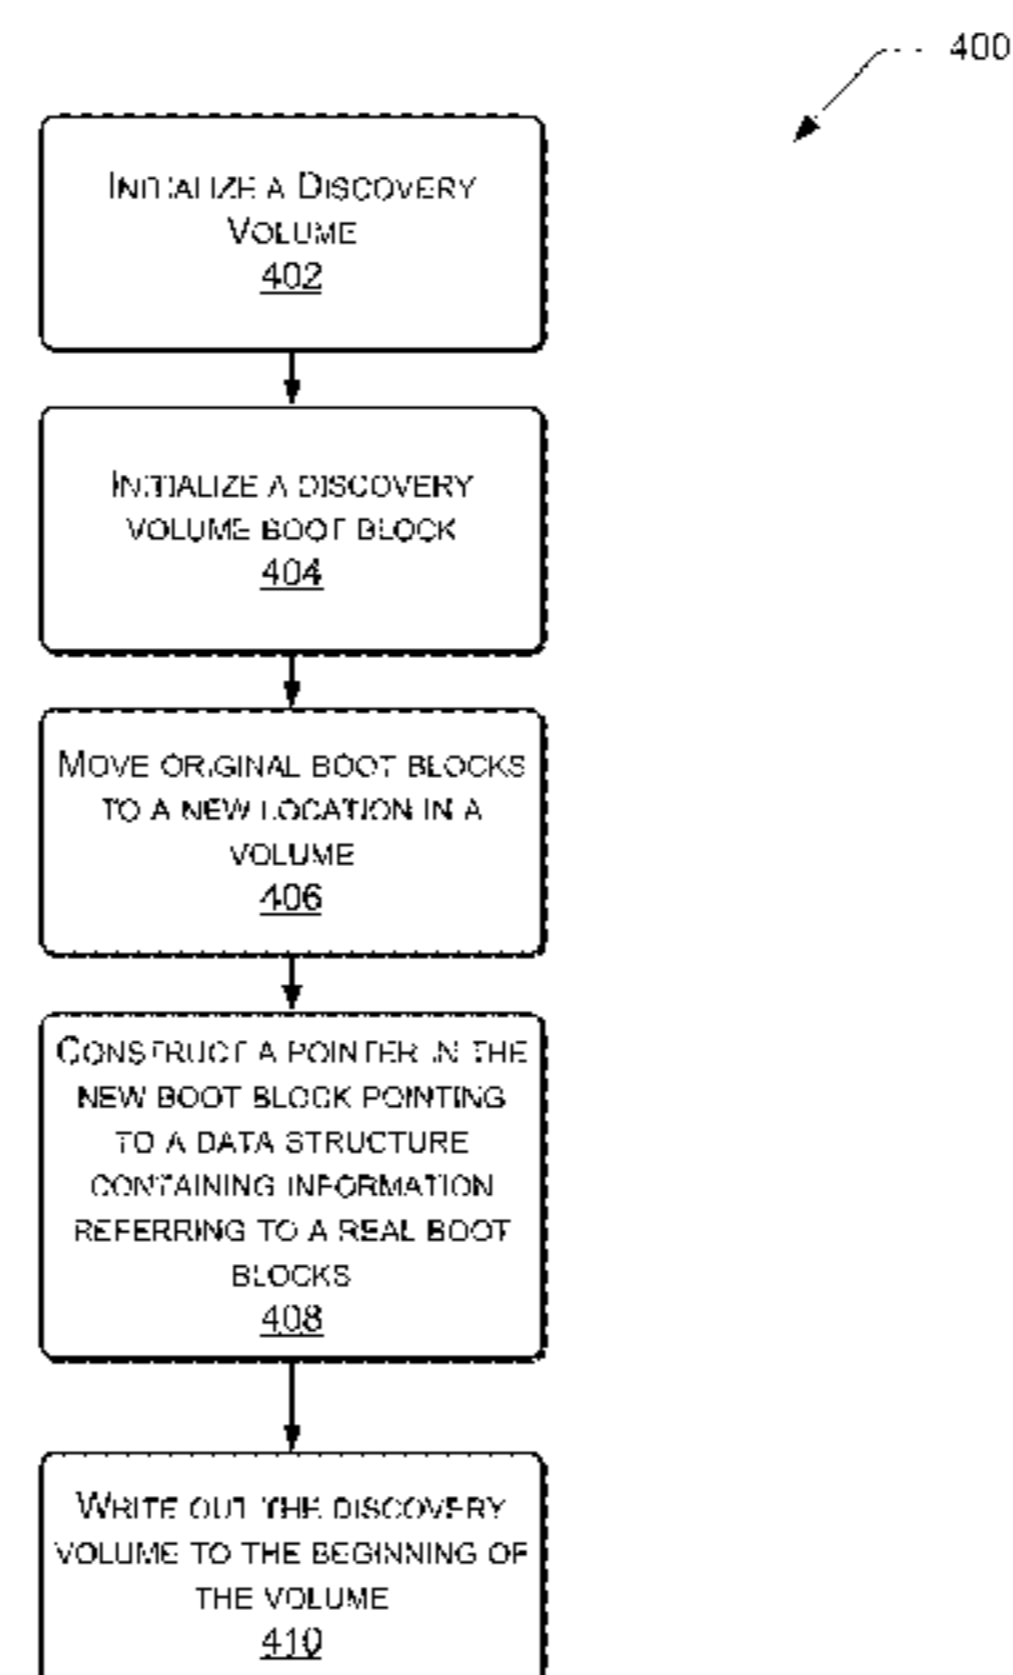 400
INITIALIZE A DISCOVERY
VOLUME
402
INITIALIZE A DISCOVERY
VOLUME BOOT BLOCK
404
MOVE ORIGINAL BOOT BLOCKS
TO A NEW LOCATION IN A
VOLUME
406
CONSTRUCT A POINTER IN THE
NEW BOOT BLOCK POINTING
TO A DATA STRUCTURE
CONTAINING INFORMATION
REFERRING TO A REAL BOOT
BLOCKS
408
WRITE OUT THE DISCOVERY
VOLUME TO THE BEGINNING OF
THE VOLUME
410